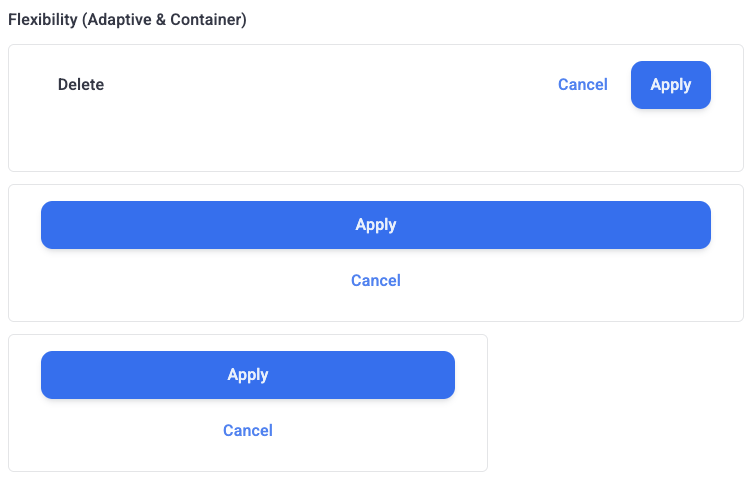 Flexibility (Adaptive & Container)
Delete Cancel Apply
Apply
Cancel
Apply
Cancel